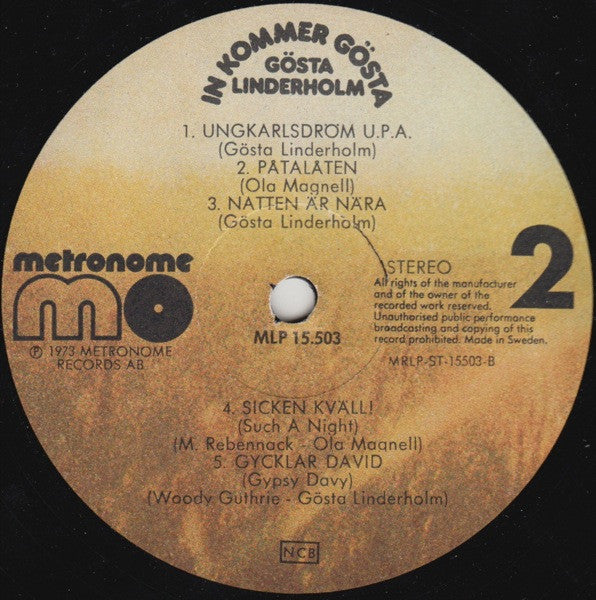 IN KOMMER GÖSTA
GÖSTA
LINDERHOLM
1. UNGKARLSDRÖM U.P.A.
(Gösta Linderholm)
2. PÅTALÅTEN
(Ola Magnell)
3. NATTEN ÄR NÄRA
(Gösta Linderholm)
metronome
mo
℗ 1973 METRONOME
RECORDS AB
MLP 15.503
STEREO
2
All rights of the manufacturer
and of the owner of the
recorded work reserved.
Unauthorised public performance
broadcasting and copying of this
record prohibited. Made in Sweden.
MRLP-ST-15503-B
4. SICKEN KVÄLL!
(Such A Night)
(M. Rebennack - Ola Magnell)
5. GYCKLAR DAVID
(Gypsy Davy)
(Woody Guthrie - Gösta Linderholm)
NCB